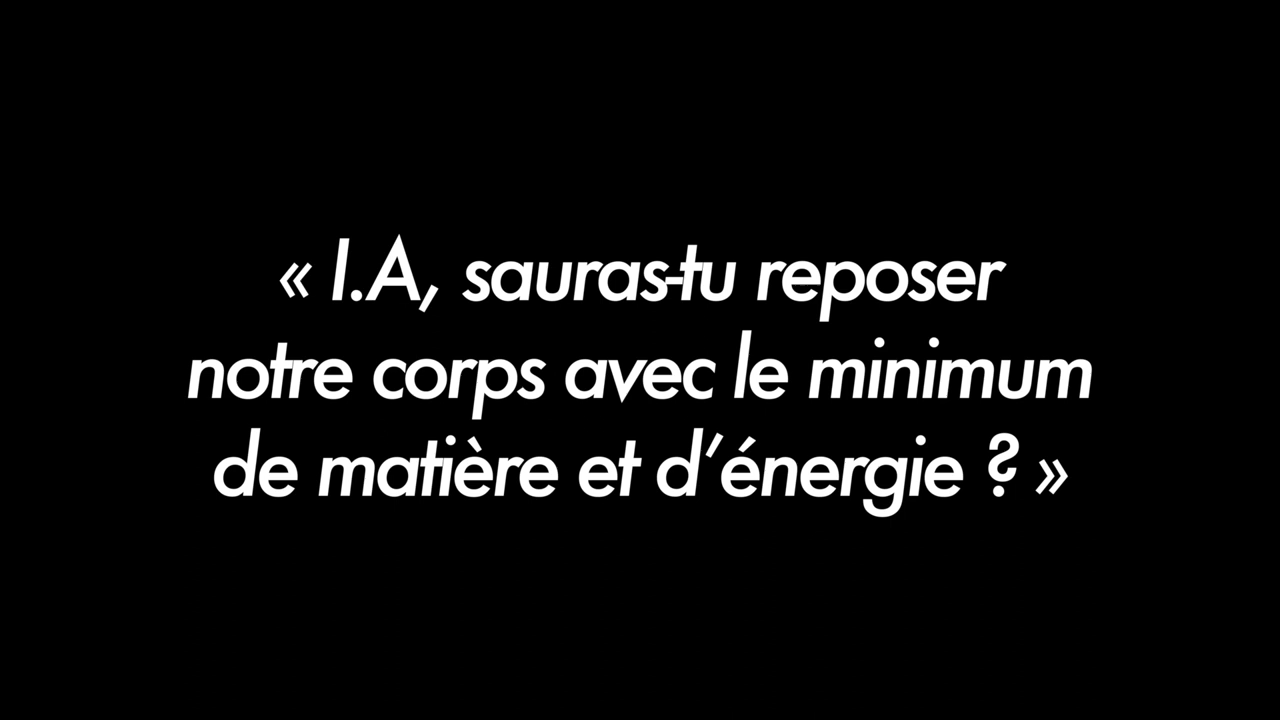 « I.A, sauras-tu reposer
notre corps avec le minimum
de matière et d’énergie ? »